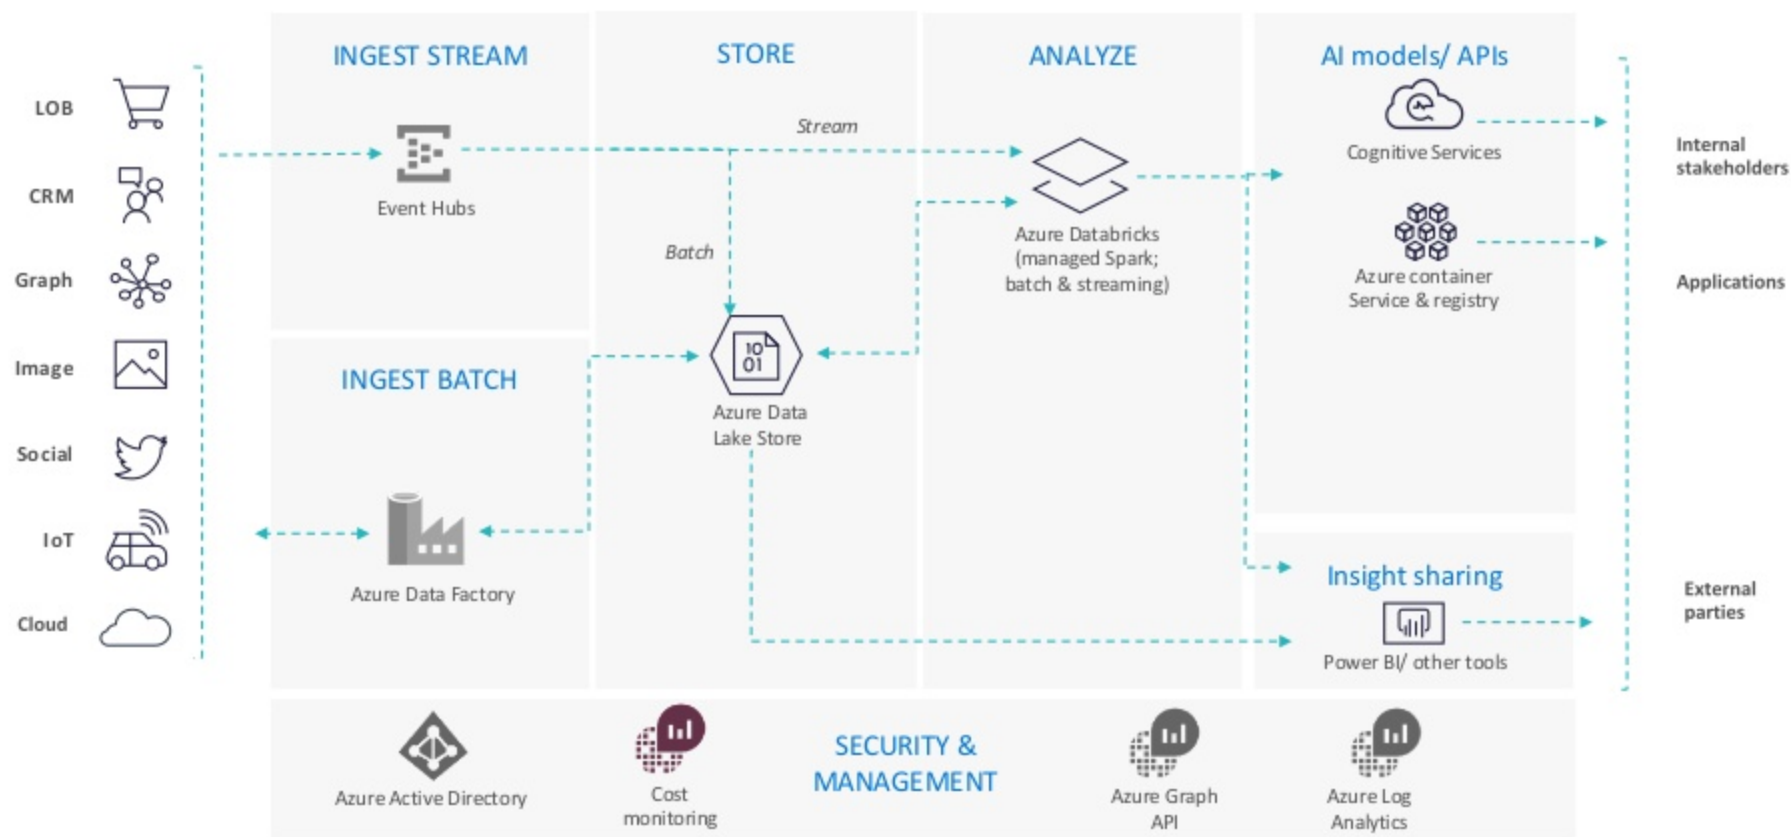 LOB
CRM
Graph
Image
Social
IoT
Cloud
INGEST STREAM
Event Hubs
INGEST BATCH
Azure Data Factory
STORE
Stream
Batch
10
01
Azure Data
Lake Store
ANALYZE
Azure Databricks
(managed Spark;
batch & streaming)
AI models/ APIs
Cognitive Services
Azure container
Service & registry
Insight sharing
Power BI/ other tools
Internal
stakeholders
Applications
External
parties
Azure Active Directory
Cost
monitoring
SECURITY &
MANAGEMENT
Azure Graph
API
Azure Log
Analytics